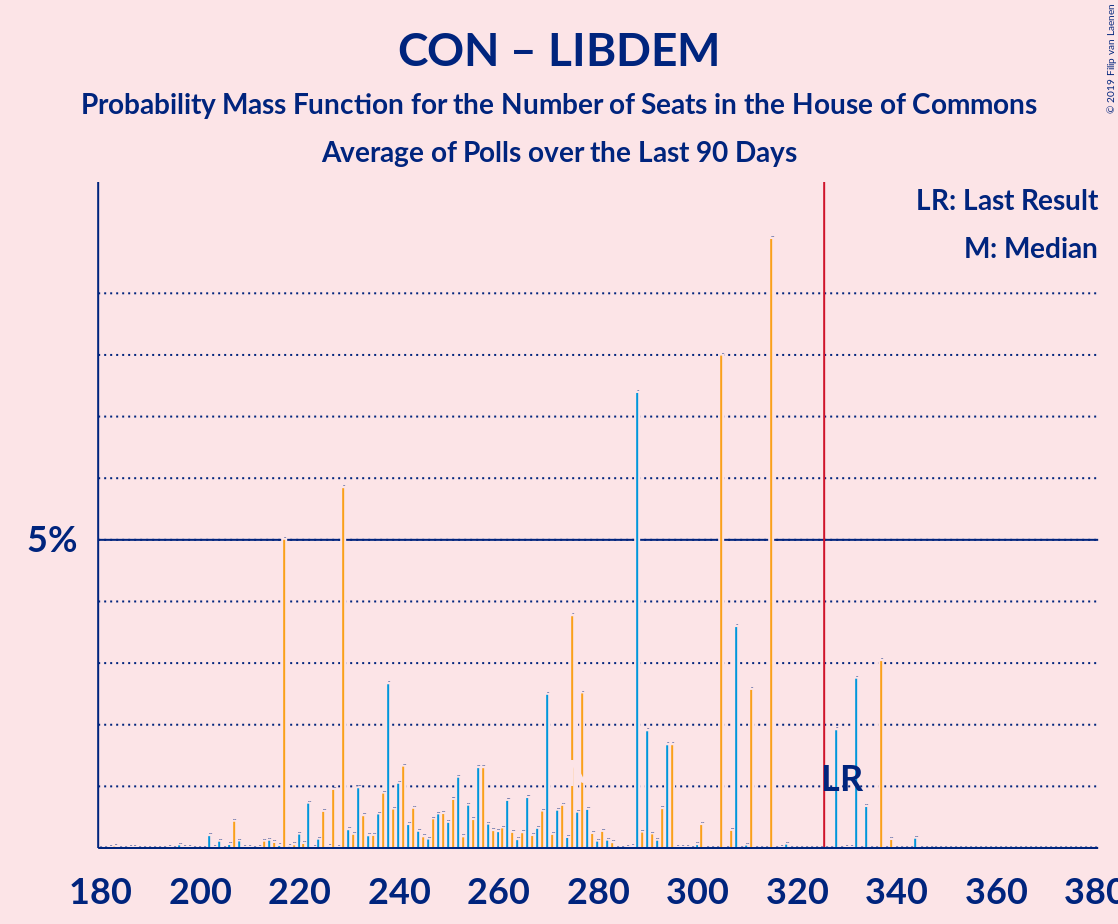 CON – LIBDEM
Probability Mass Function for the Number of Seats in the House of Commons
Average of Polls over the Last 90 Days
© 2019 Filip van Laenen
LR: Last Result
M: Median
5%
LR
180 200 220 240 260 280 300 320 340 360 380